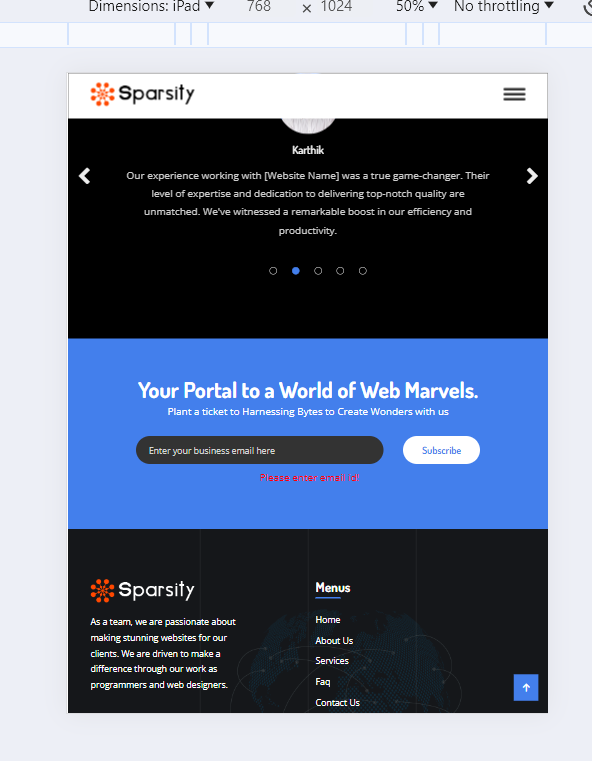 Dimensions: iPad ▼ 768 × 1024 50% ▼ No throttling ▼
Sparsity
Karthik
Our experience working with [Website Name] was a true game-changer. Their
level of expertise and dedication to delivering top-notch quality are
unmatched. We've witnessed a remarkable boost in our efficiency and
productivity.
Your Portal to a World of Web Marvels.
Plant a ticket to Harnessing Bytes to Create Wonders with us
Enter your business email here
Subscribe
Please enter email id!
Sparsity
As a team, we are passionate about
making stunning websites for our
clients. We are driven to make a
difference through our work as
programmers and web designers.
Menus
Home
About Us
Services
Faq
Contact Us